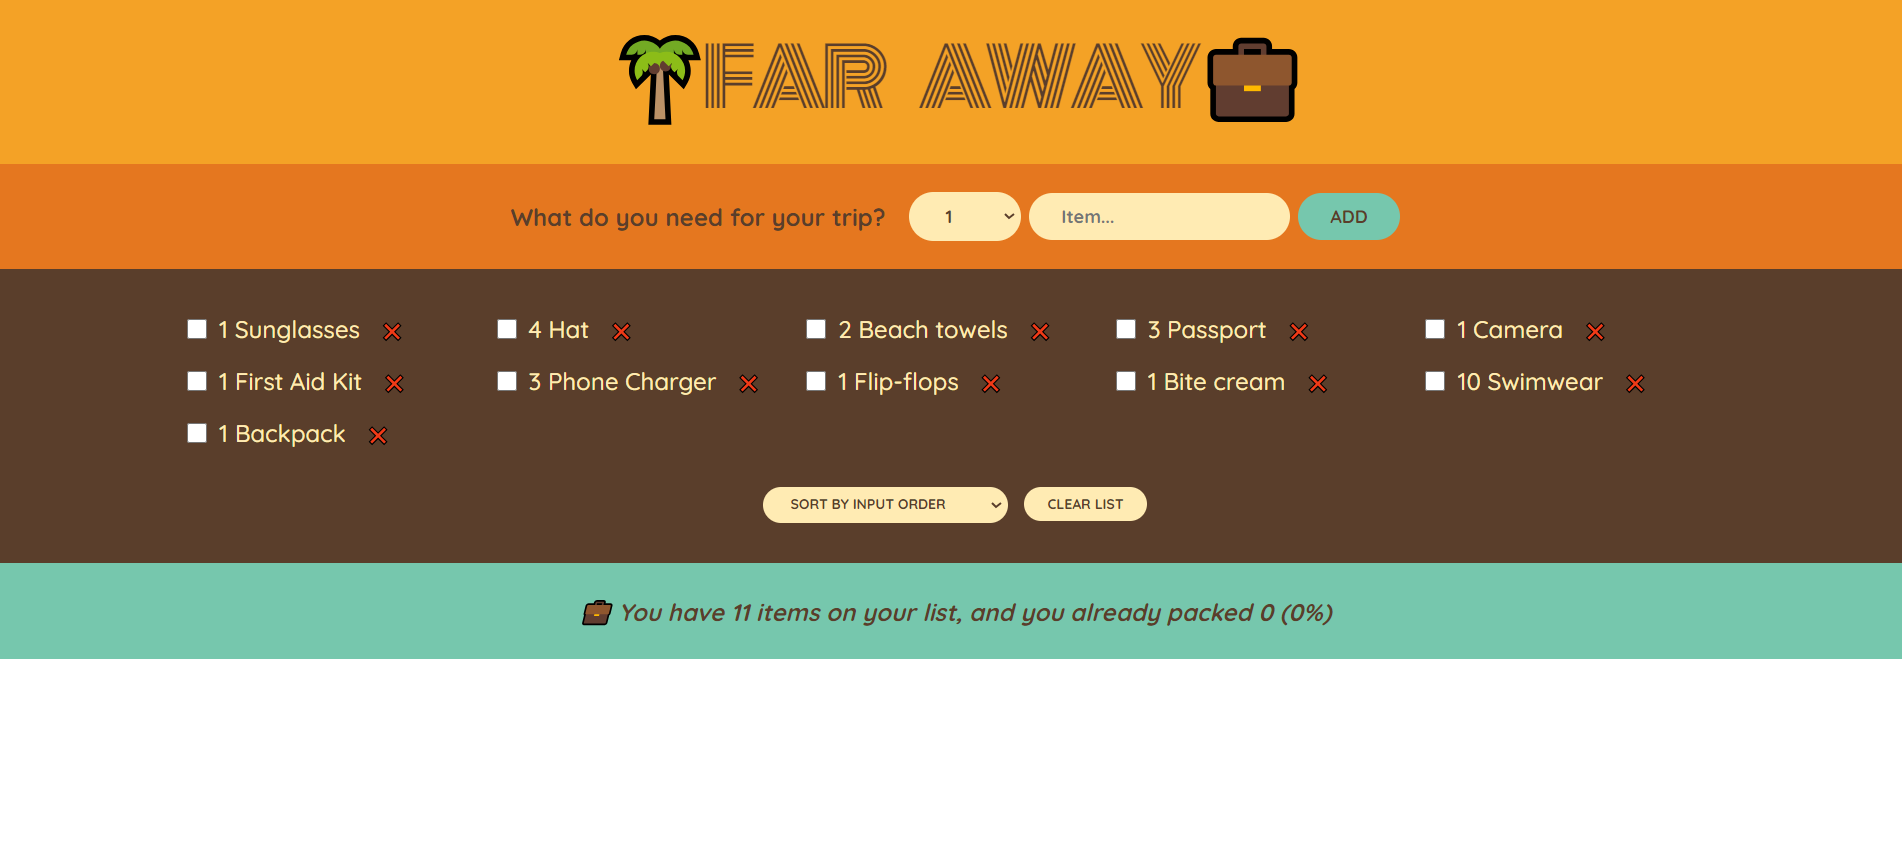 FAR AWAY
What do you need for your trip? 1 Item... ADD
1 Sunglasses 4 Hat 2 Beach towels 3 Passport 1 Camera
1 First Aid Kit 3 Phone Charger 1 Flip-flops 1 Bite cream 10 Swimwear
1 Backpack
SORT BY INPUT ORDER CLEAR LIST
You have 11 items on your list, and you already packed 0 (0%)